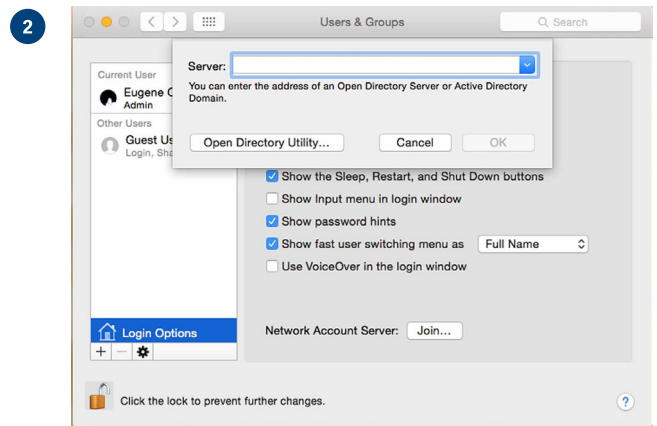 2
Users & Groups
Search
Server:
You can enter the address of an Open Directory Server or Active Directory
Domain.
Open Directory Utility...
Cancel
OK
Current User
Eugene
Admin
Other Users
Guest
Login,
Show the Sleep, Restart, and Shut Down buttons
Show Input menu in login window
Show password hints
Show fast user switching menu as
Full Name
Use VoiceOver in the login window
Login Options
Network Account Server:
Join...
Click the lock to prevent further changes.
?